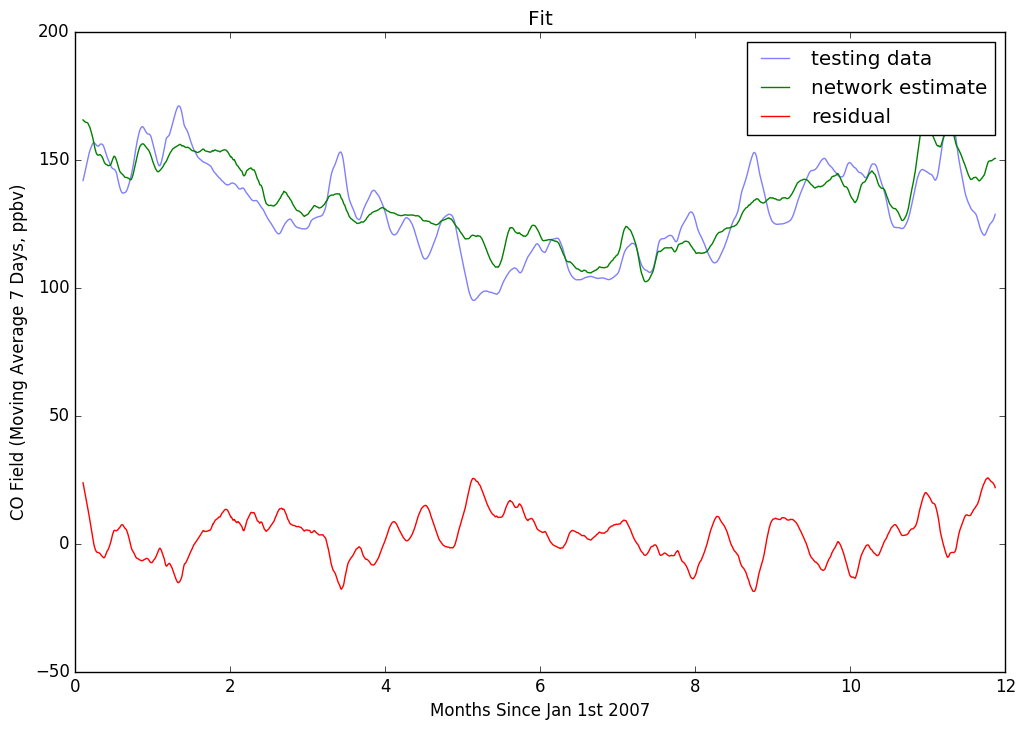 Fit
testing data
network estimate
residual
CO Field (Moving Average 7 Days, ppbv)
200
150
100
50
0
−50
0 2 4 6 8 10 12
Months Since Jan 1st 2007